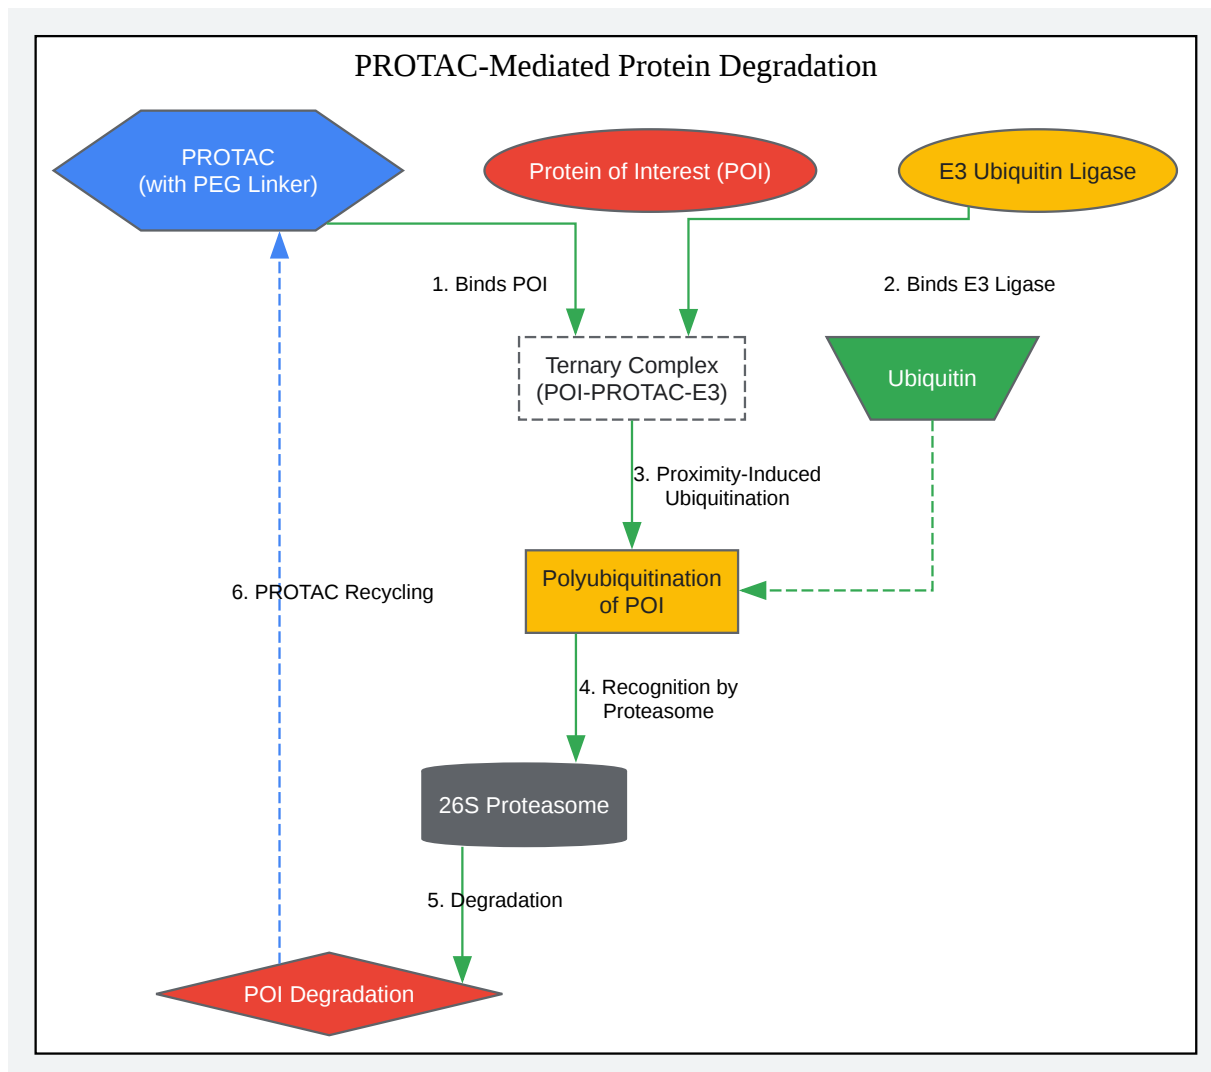 PROTAC-Mediated Protein Degradation
PROTAC
(with PEG Linker)
Protein of Interest (POI)
E3 Ubiquitin Ligase
1. Binds POI
2. Binds E3 Ligase
Ternary Complex
(POI-PROTAC-E3)
Ubiquitin
3. Proximity-Induced
Ubiquitination
Polyubiquitination
of POI
6. PROTAC Recycling
4. Recognition by
Proteasome
26S Proteasome
5. Degradation
POI Degradation